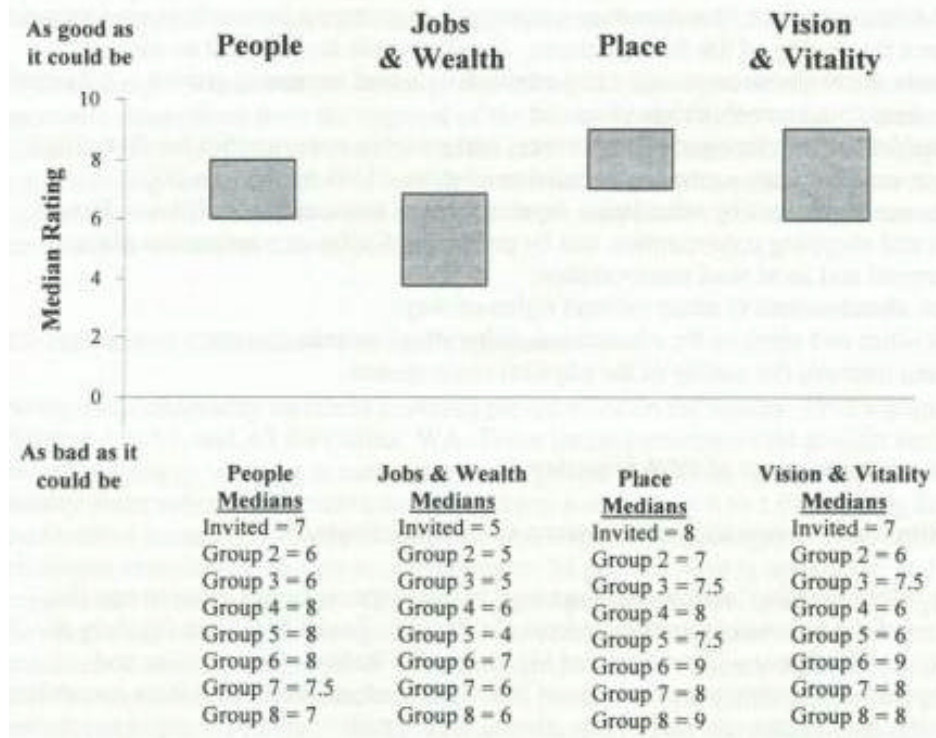 As good as
it could be
People
Jobs
& Wealth
Place
Vision
& Vitality
10
8
6
4
2
0
Median Rating
As bad as it
could be
People
Medians
Invited = 7
Group 2 = 6
Group 3 = 6
Group 4 = 8
Group 5 = 8
Group 6 = 8
Group 7 = 7.5
Group 8 = 7
Jobs & Wealth
Medians
Invited = 5
Group 2 = 5
Group 3 = 5
Group 4 = 6
Group 5 = 4
Group 6 = 7
Group 7 = 6
Group 8 = 6
Place
Medians
Invited = 8
Group 2 = 7
Group 3 = 7.5
Group 4 = 8
Group 5 = 7.5
Group 6 = 9
Group 7 = 8
Group 8 = 9
Vision & Vitality
Medians
Invited = 7
Group 2 = 6
Group 3 = 7.5
Group 4 = 6
Group 5 = 6
Group 6 = 9
Group 7 = 8
Group 8 = 8